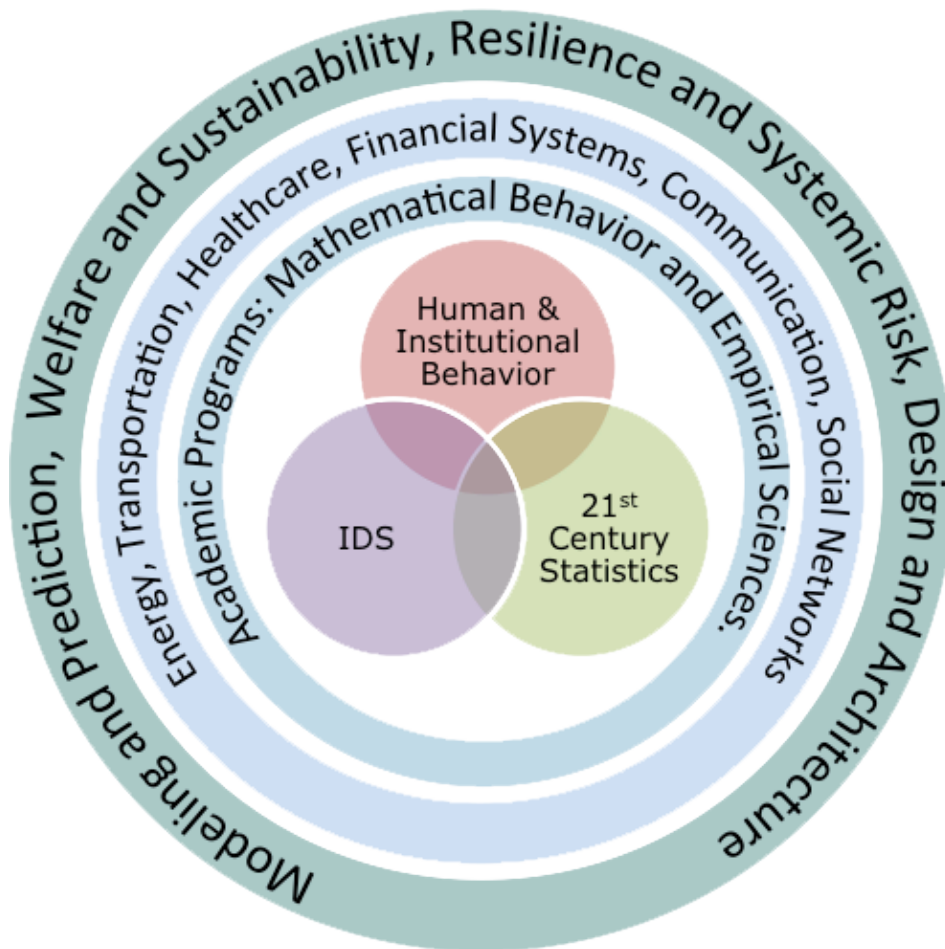 Modeling and Prediction, Welfare and Sustainability, Resilience and Systemic Risk, Design and Architecture
Energy, Transportation, Healthcare, Financial Systems, Communication, Social Networks
Academic Programs: Mathematical Behavior and Empirical Sciences.
Human &
Institutional
Behavior
IDS
21st
Century
Statistics